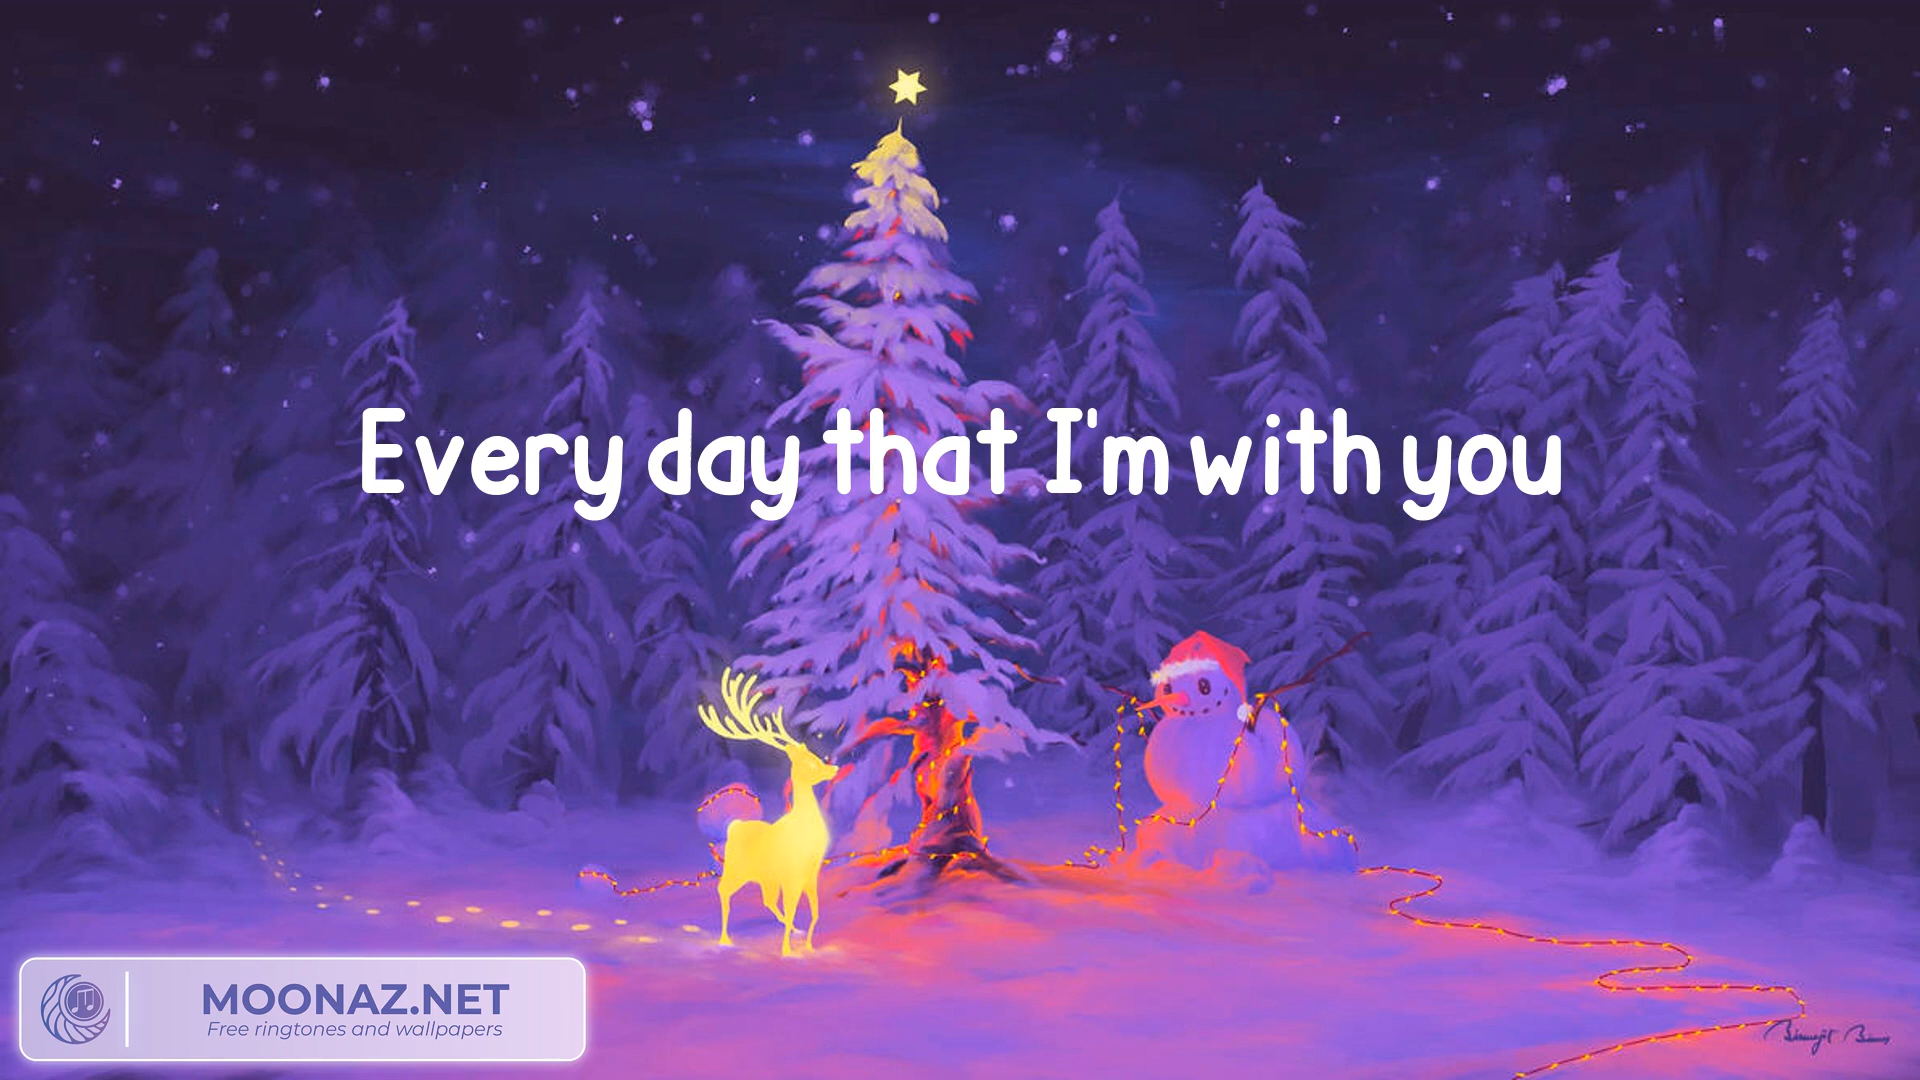 Every day that I'm with you
MOONAZ.NET
Free ringtones and wallpapers